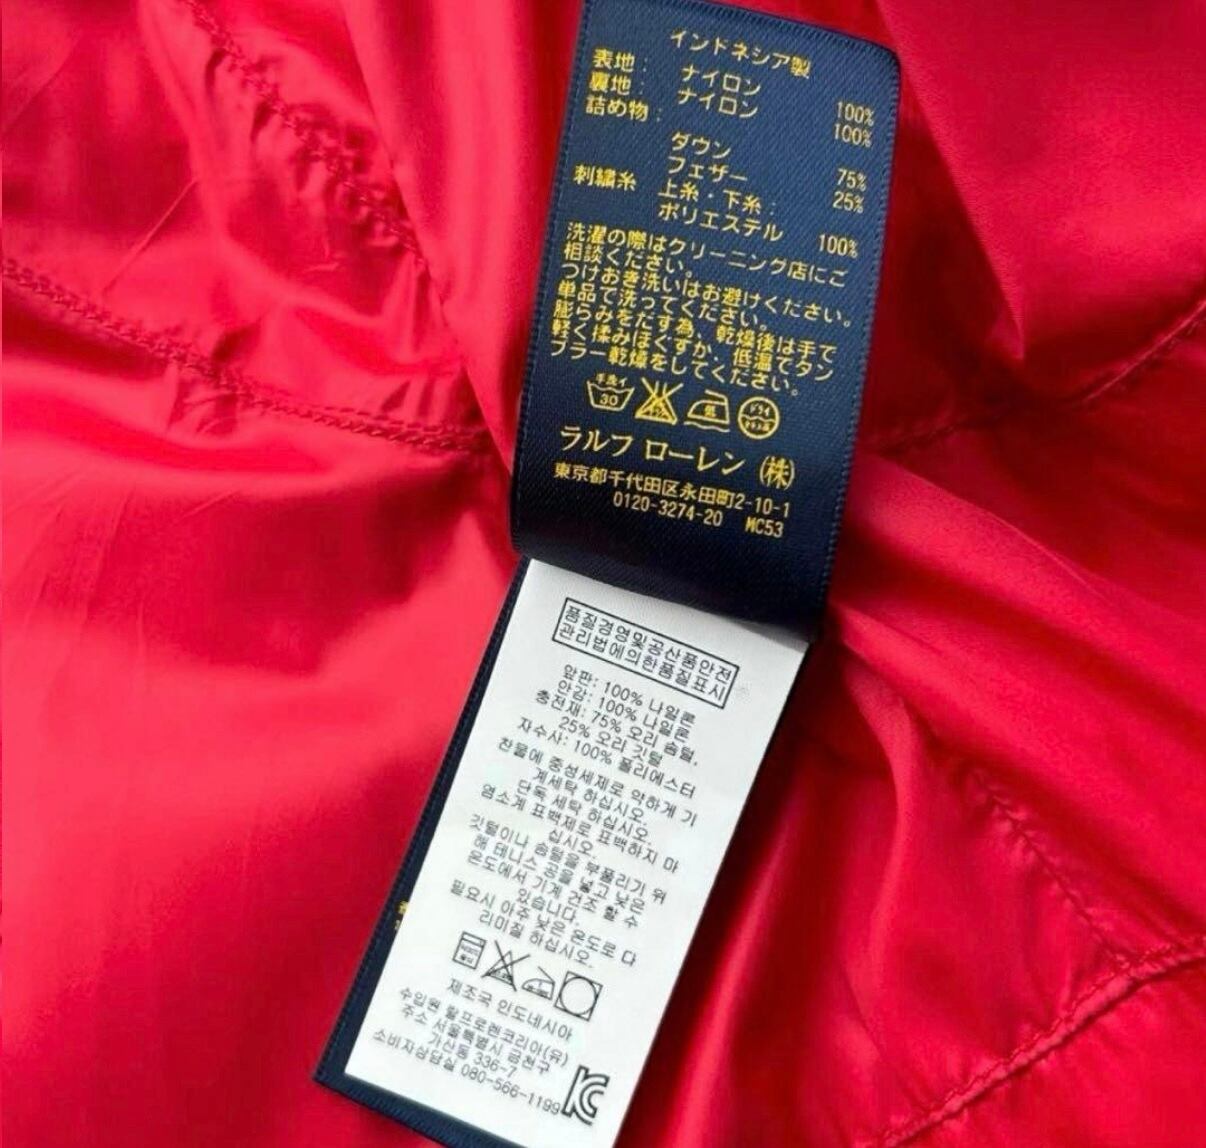 インドネシア製
表地: ナイロン 100%
裏地: ナイロン 100%
詰め物:
ダウン 75%
フェザー 25%
刺繍糸 上糸・下糸:
ポリエステル 100%
洗濯の際はクリーニング店にご
相談ください。
つけおき洗いはお避けください。
単品で洗ってください。
膨らみをだす為、乾燥後は手で
軽く揉みほぐすか、低温でタン
ブラー乾燥をしてください。
手洗イ 30 低 ドライ
ラルフ ローレン (株)
東京都千代田区永田町2-10-1
0120-3274-20 MC53
품질경영및공산품안전
관리법에의한품질표시
앞판: 100% 나일론
안감: 100% 나일론
충전재: 75% 오리 솜털,
25% 오리 깃털
자수사: 100% 폴리에스터
찬물에 중성세제로 약하게 기
계세탁 하십시오.
단독 세탁 하십시오.
염소계 표백제로 표백하지 마
십시오.
깃털이나 솜털을 부풀리기 위
해 테니스 공을 넣고 낮은
온도에서 기계 건조 할 수
있습니다.
필요시 아주 낮은 온도로 다
리미질 하십시오.
제조국 인도네시아
수입원 랄프로렌코리아(유)
주소 서울특별시 금천구
가산동 336-7
소비자상담실 080-566-1199